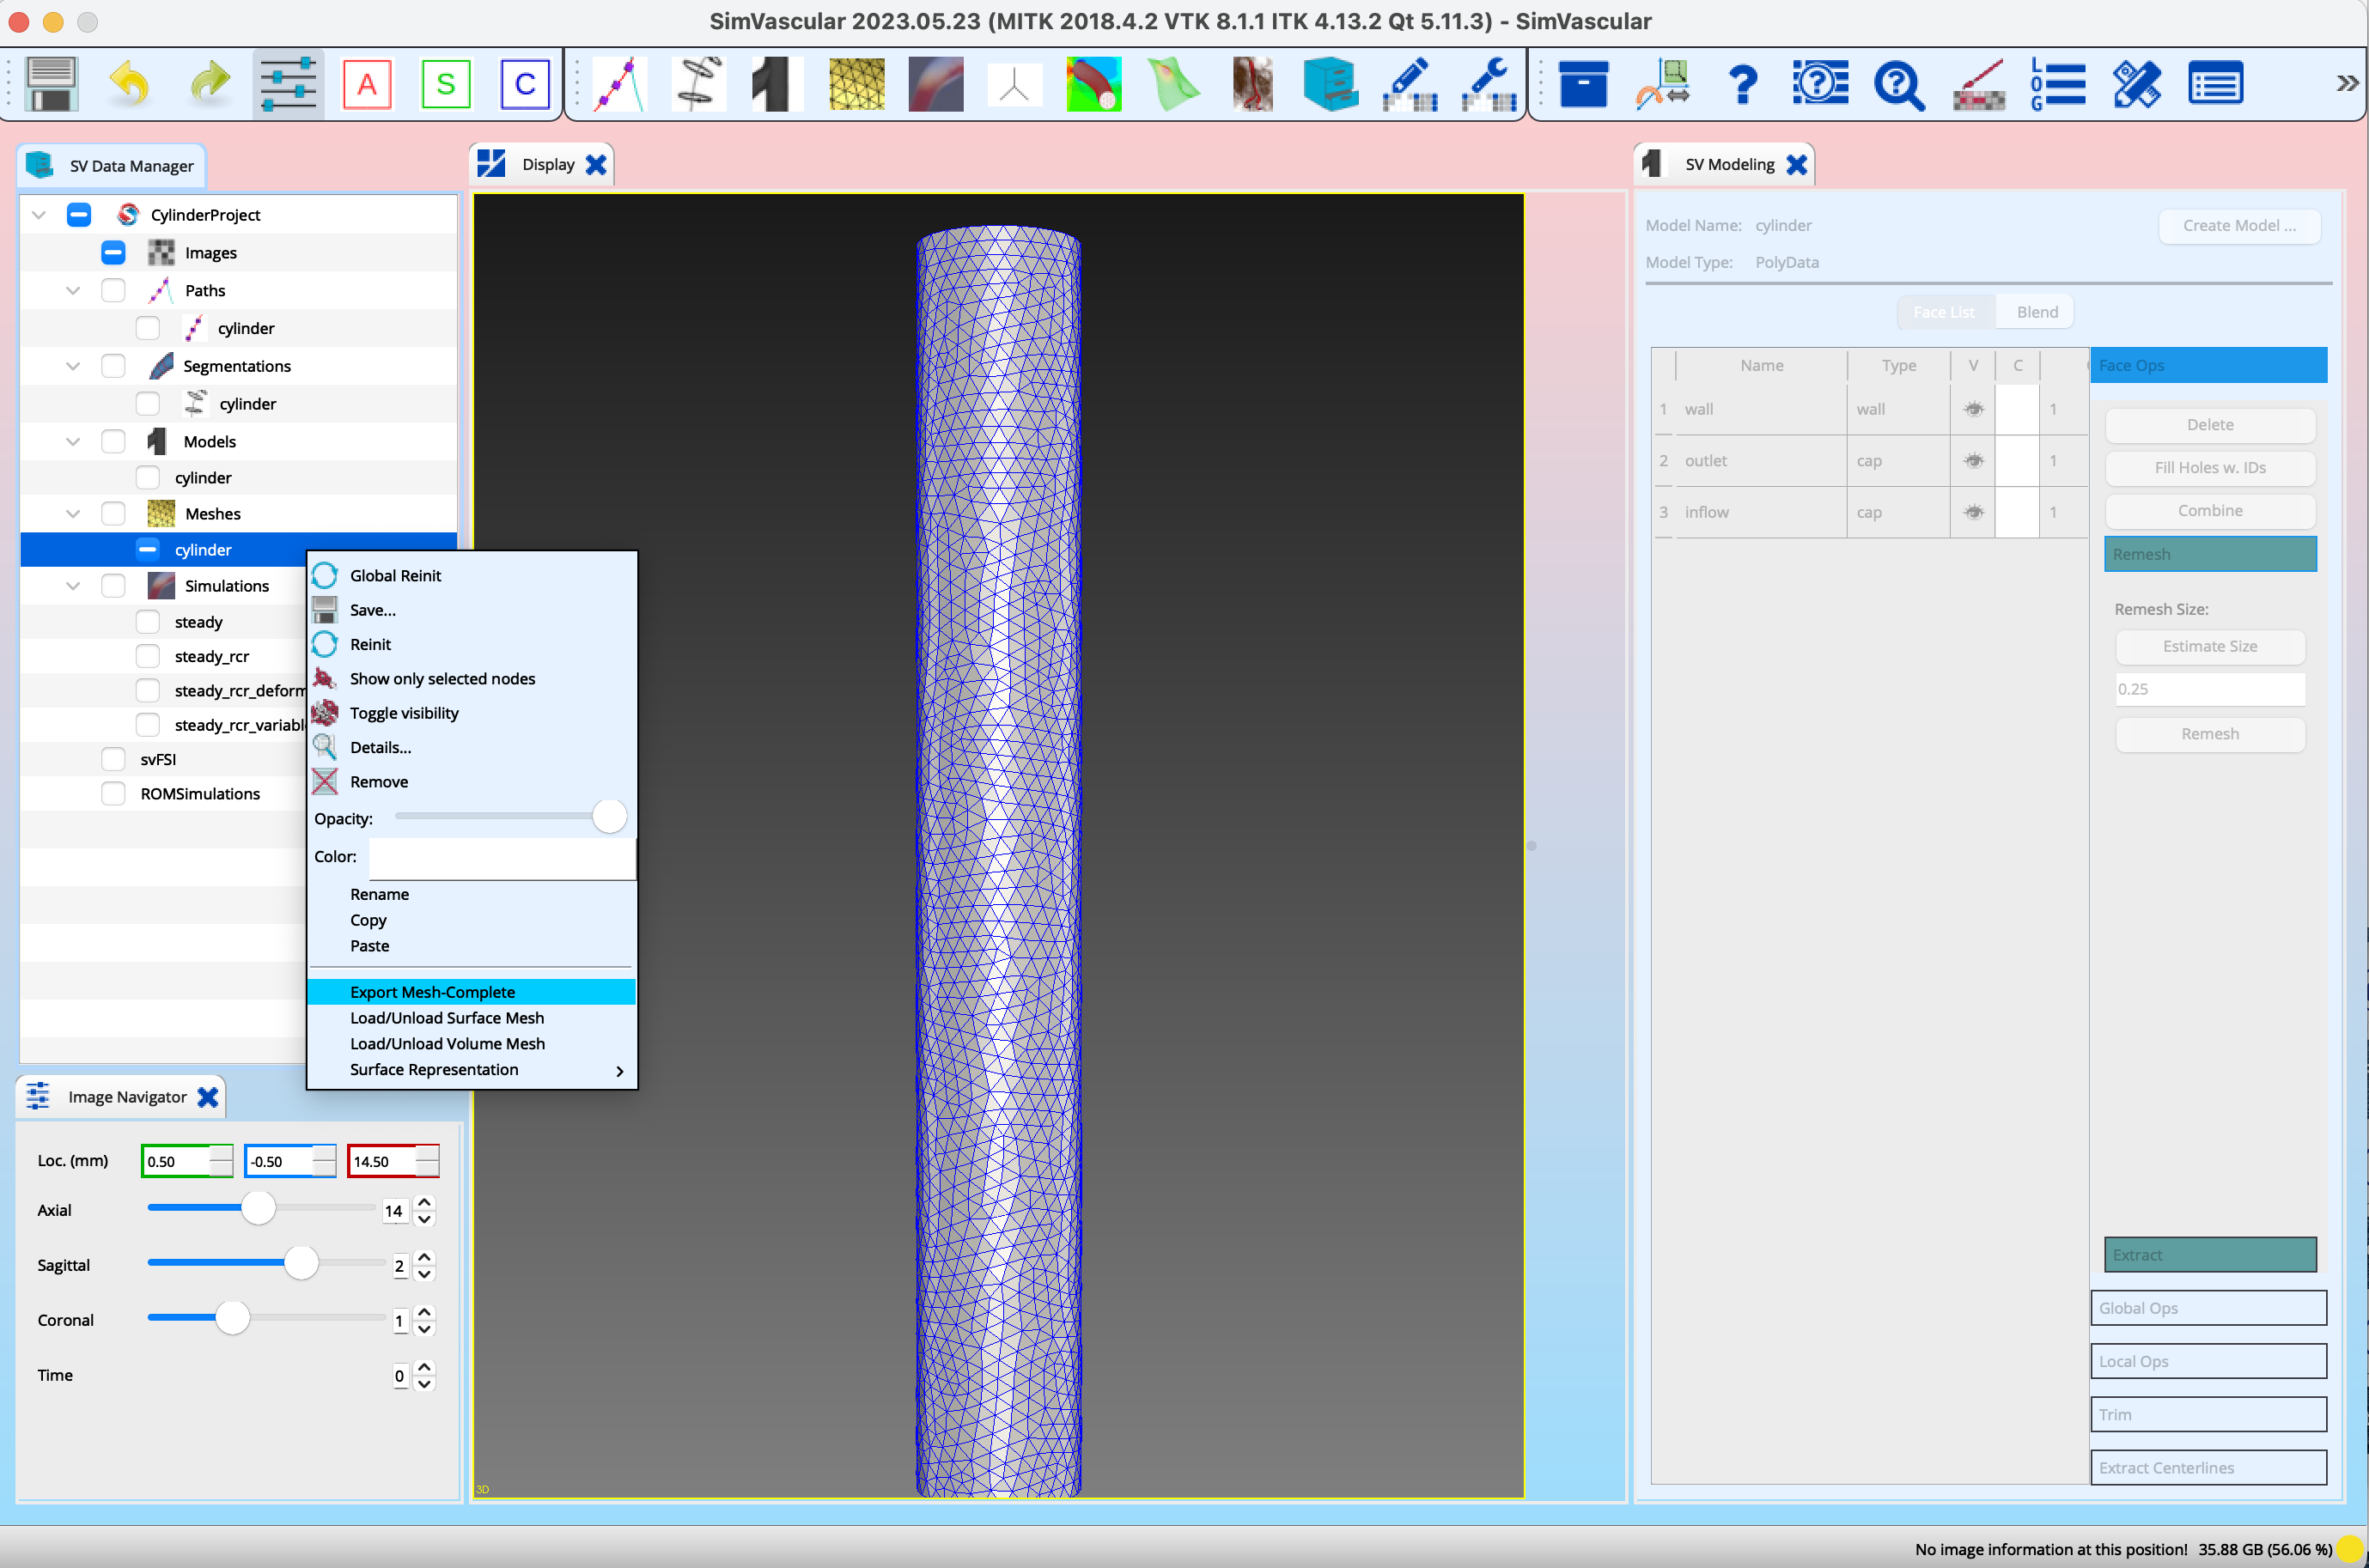 SimVascular 2023.05.23 (MITK 2018.4.2 VTK 8.1.1 ITK 4.13.2 Qt 5.11.3) - SimVascular
A
S
C
LOG
SV Data Manager
Display
SV Modeling
CylinderProject
Images
Paths
cylinder
Segmentations
cylinder
Models
cylinder
Meshes
cylinder
Simulations
steady
steady_rcr
steady_rcr_deform
steady_rcr_variabl
svFSI
ROMSimulations
Global Reinit
Save...
Reinit
Show only selected nodes
Toggle visibility
Details...
Remove
Opacity:
Color:
Rename
Copy
Paste
Export Mesh-Complete
Load/Unload Surface Mesh
Load/Unload Volume Mesh
Surface Representation
3D
Image Navigator
Loc. (mm) 0.50 -0.50 14.50
Axial 14
Sagittal 2
Coronal 1
Time 0
Model Name: cylinder
Create Model ...
Model Type: PolyData
Face List Blend
Name Type V C
1 wall wall 1
2 outlet cap 1
3 inflow cap 1
Face Ops
Delete
Fill Holes w. IDs
Combine
Remesh
Remesh Size:
Estimate Size
0.25
Remesh
Extract
Global Ops
Local Ops
Trim
Extract Centerlines
No image information at this position! 35.88 GB (56.06 %)